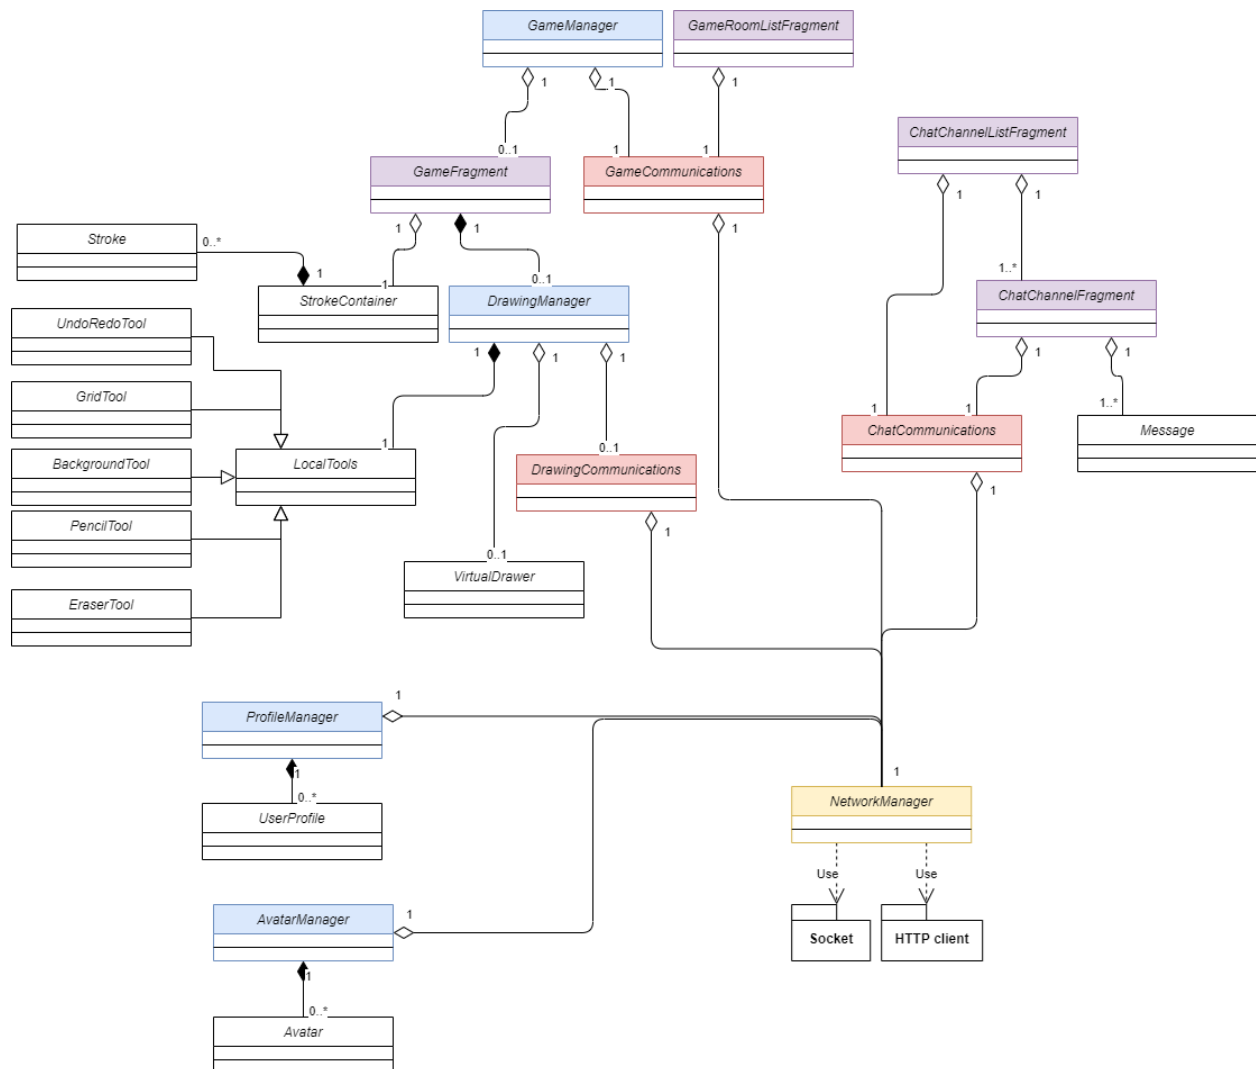 GameManager
GameRoomListFragment
1
1
1
ChatChannelListFragment
0..1
1
1
GameFragment
GameCommunications
1
1
1
1
1
Stroke
0..*
1
0..1
1..*
1
StrokeContainer
DrawingManager
ChatChannelFragment
UndoRedoTool
1
1
1
1
1
GridTool
1
1
1..*
ChatCommunications
Message
1
0..1
BackgroundTool
LocalTools
DrawingCommunications
1
PencilTool
1
0..1
VirtualDrawer
EraserTool
1
ProfileManager
1
1
0..*
NetworkManager
UserProfile
Use
Use
1
AvatarManager
Socket
HTTP client
1
0..*
Avatar